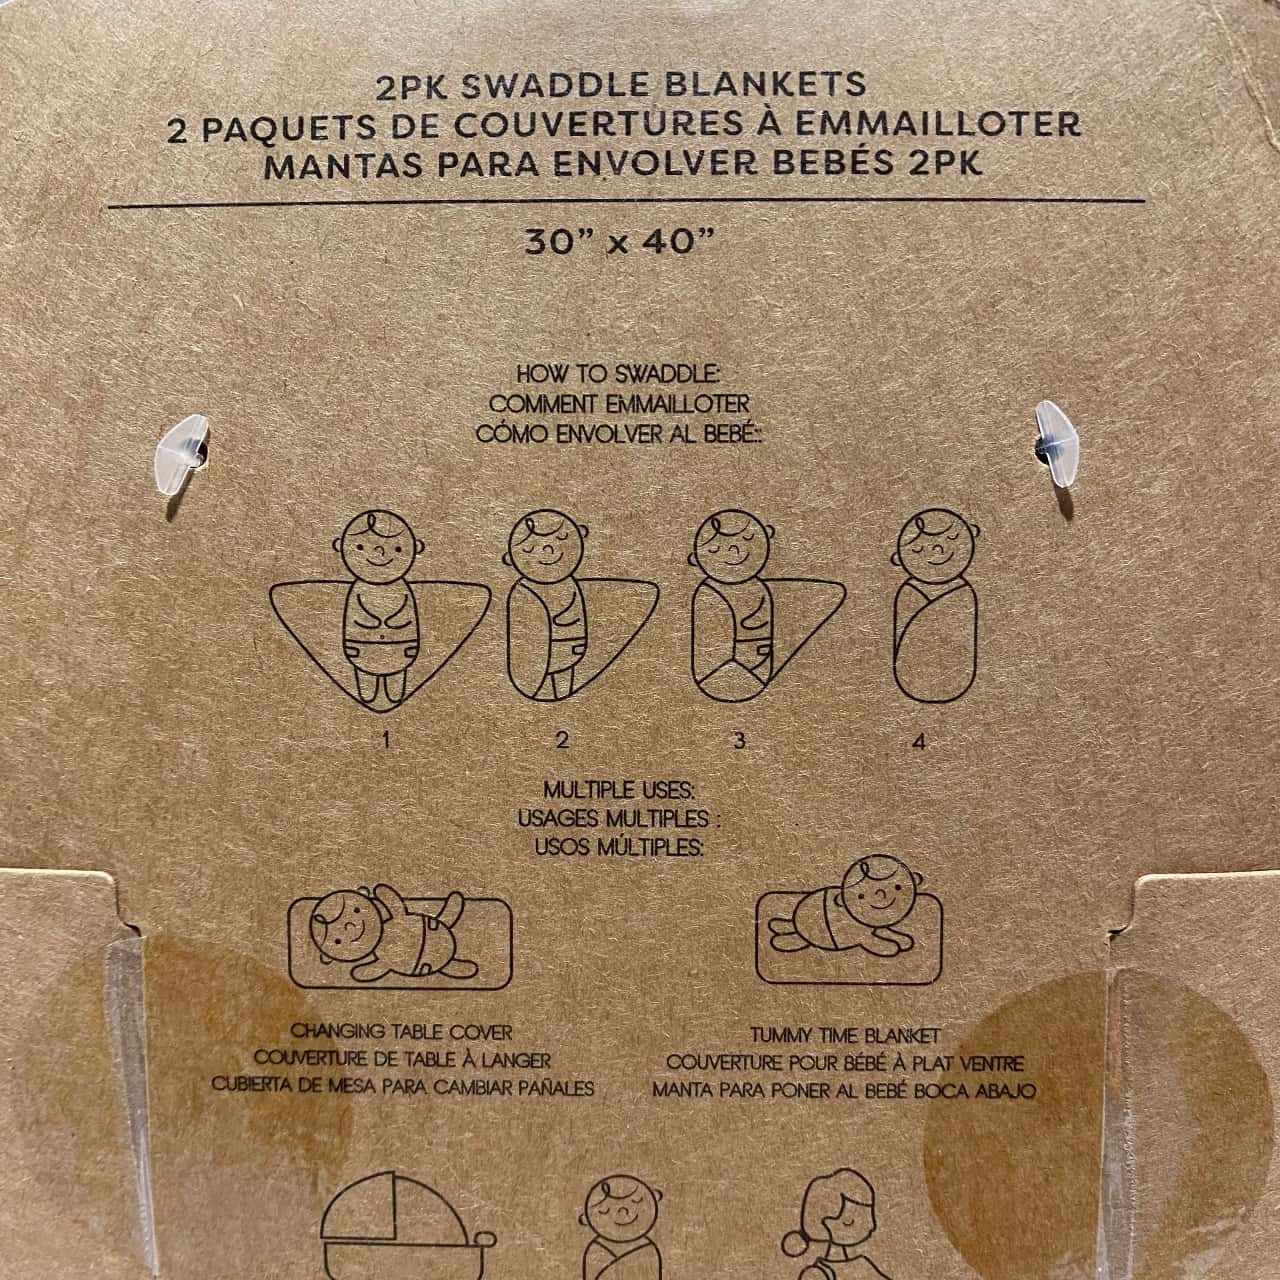 2PK SWADDLE BLANKETS
2 PAQUETS DE COUVERTURES À EMMAILLOTER
MANTAS PARA ENVOLVER BEBÉS 2PK
30” x 40”
HOW TO SWADDLE:
COMMENT EMMAILLOTER
CÓMO ENVOLVER AL BEBÉ::
1 2 3 4
MULTIPLE USES:
USAGES MULTIPLES :
USOS MÚLTIPLES:
CHANGING TABLE COVER
COUVERTURE DE TABLE À LANGER
CUBIERTA DE MESA PARA CAMBIAR PAÑALES
TUMMY TIME BLANKET
COUVERTURE POUR BÉBÉ À PLAT VENTRE
MANTA PARA PONER AL BEBÉ BOCA ABAJO